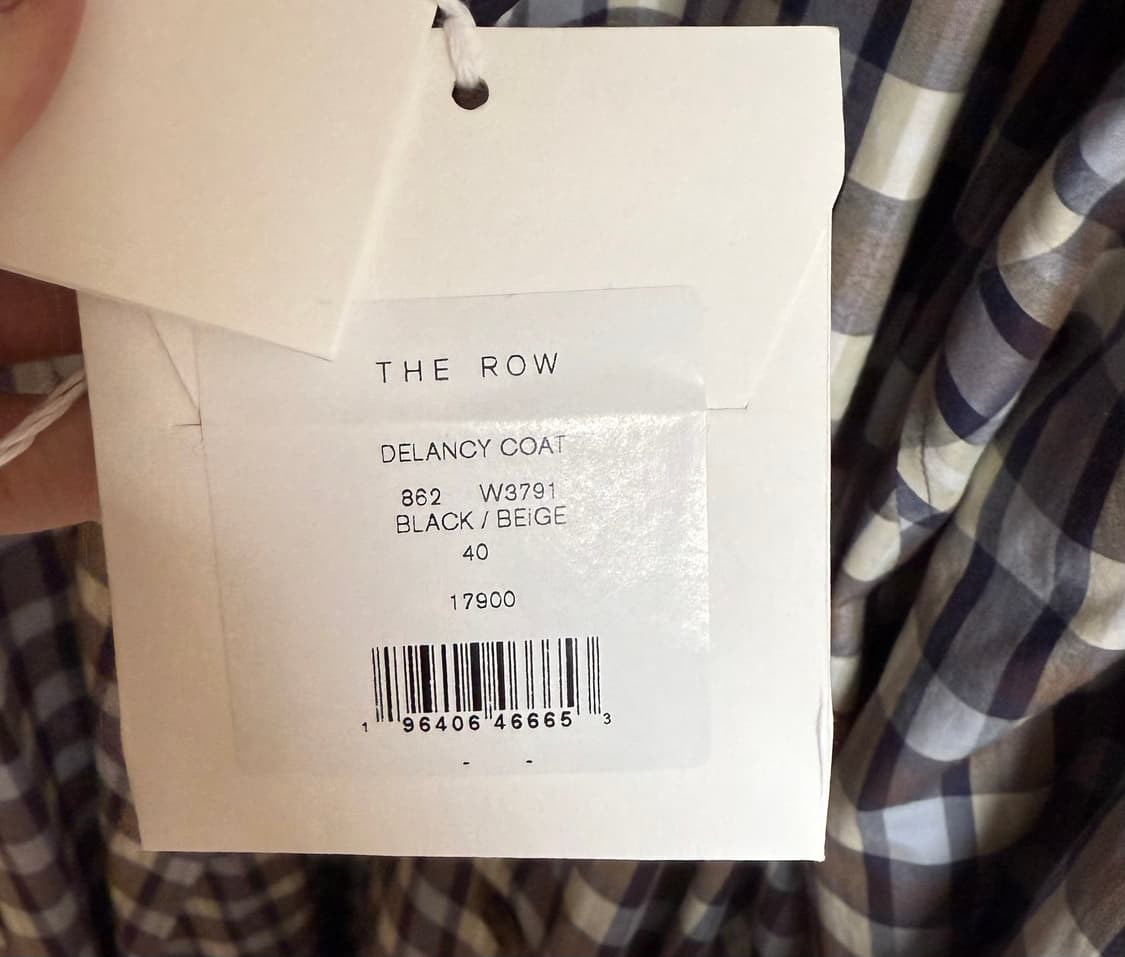 THE ROW
DELANCY COAT
862 W3791
BLACK / BEIGE
40
17900
1 96406 46665 3
- -